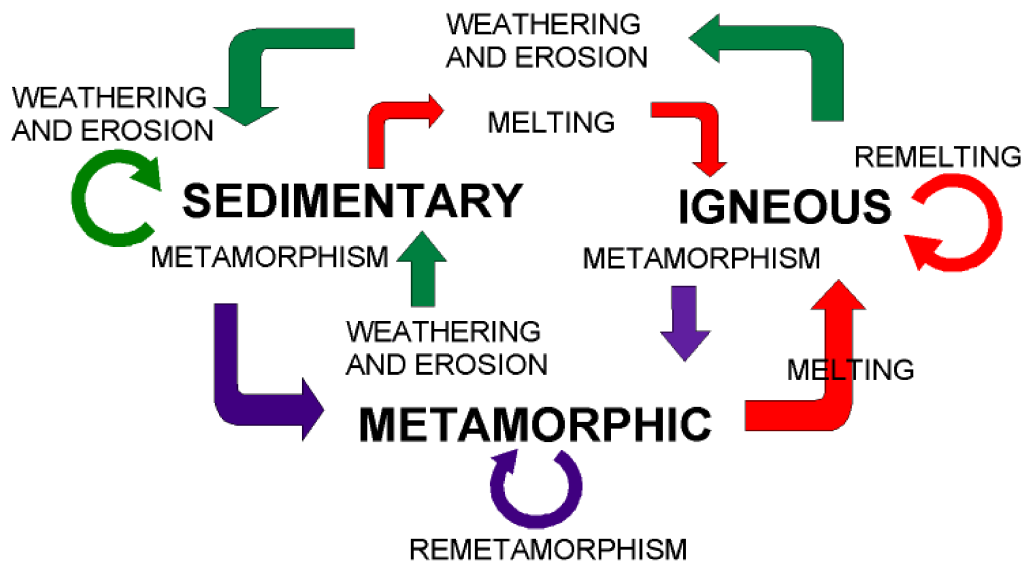 WEATHERING
AND EROSION
WEATHERING
AND EROSION
MELTING
REMELTING
SEDIMENTARY
IGNEOUS
METAMORPHISM
METAMORPHISM
WEATHERING
AND EROSION
MELTING
METAMORPHIC
REMETAMORPHISM